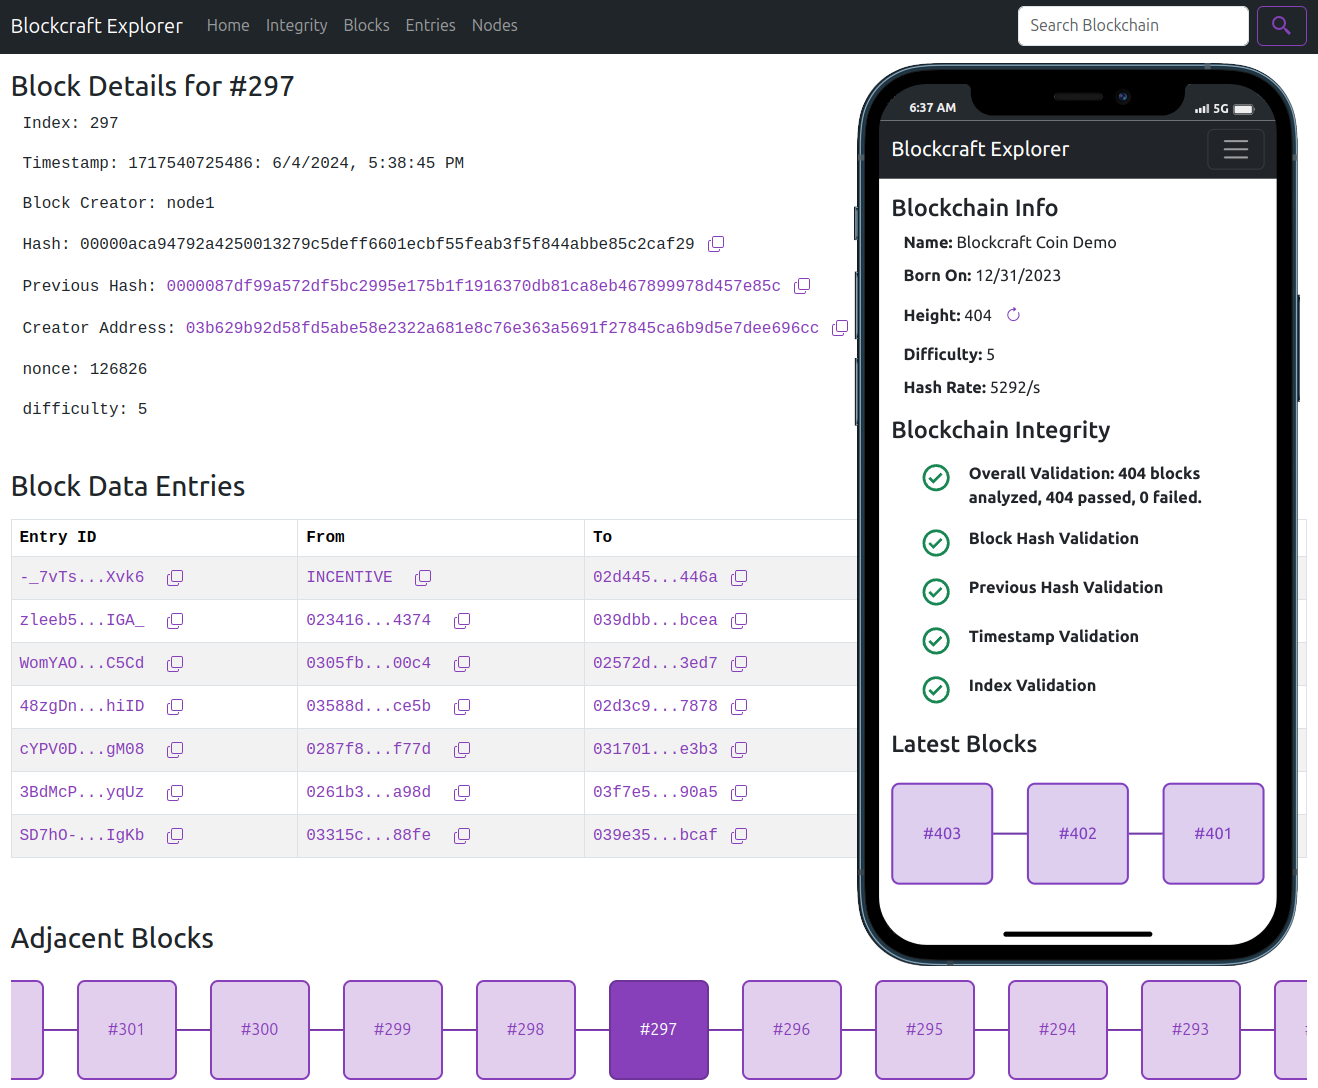 Blockcraft Explorer Home Integrity Blocks Entries Nodes Search Blockchain
Block Details for #297
Index: 297
Timestamp: 1717540725486: 6/4/2024, 5:38:45 PM
Block Creator: node1
Hash: 00000aca94792a4250013279c5deff6601ecbf55feab3f5f844abbe85c2caf29
Previous Hash: 0000087df99a572df5bc2995e175b1f1916370db81ca8eb467899978d457e85c
Creator Address: 03b629b92d58fd5abe58e2322a681e8c76e363a5691f27845ca6b9d5e7dee696cc
nonce: 126826
difficulty: 5
Block Data Entries
Entry ID From To
-_7vTs...Xvk6 INCENTIVE 02d445...446a
zleeb5...IGA_ 023416...4374 039dbb...bcea
WomYAO...C5Cd 0305fb...00c4 02572d...3ed7
48zgDn...hiID 03588d...ce5b 02d3c9...7878
cYPV0D...gM08 0287f8...f77d 031701...e3b3
3BdMcP...yqUz 0261b3...a98d 03f7e5...90a5
SD7hO-...IgKb 03315c...88fe 039e35...bcaf
Adjacent Blocks
#301 #300 #299 #298 #297 #296 #295 #294 #293
6:37 AM 5G
Blockcraft Explorer
Blockchain Info
Name: Blockcraft Coin Demo
Born On: 12/31/2023
Height: 404
Difficulty: 5
Hash Rate: 5292/s
Blockchain Integrity
Overall Validation: 404 blocks
analyzed, 404 passed, 0 failed.
Block Hash Validation
Previous Hash Validation
Timestamp Validation
Index Validation
Latest Blocks
#403 #402 #401